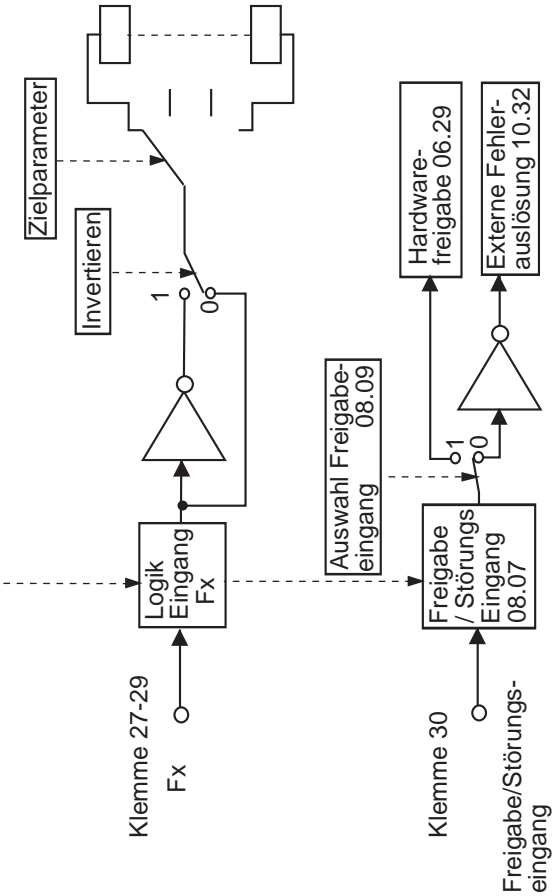 Klemme 27-29
Fx
Logik
Eingang
Fx
1
0
Invertieren
Zielparameter
Klemme 30
Freigabe/Störungs-
eingang
Freigabe
/ Störungs
Eingang
08.07
Auswahl Freigabe-
eingang 08.09
1
0
Hardware-
freigabe 06.29
Externe Fehler-
auslösung 10.32